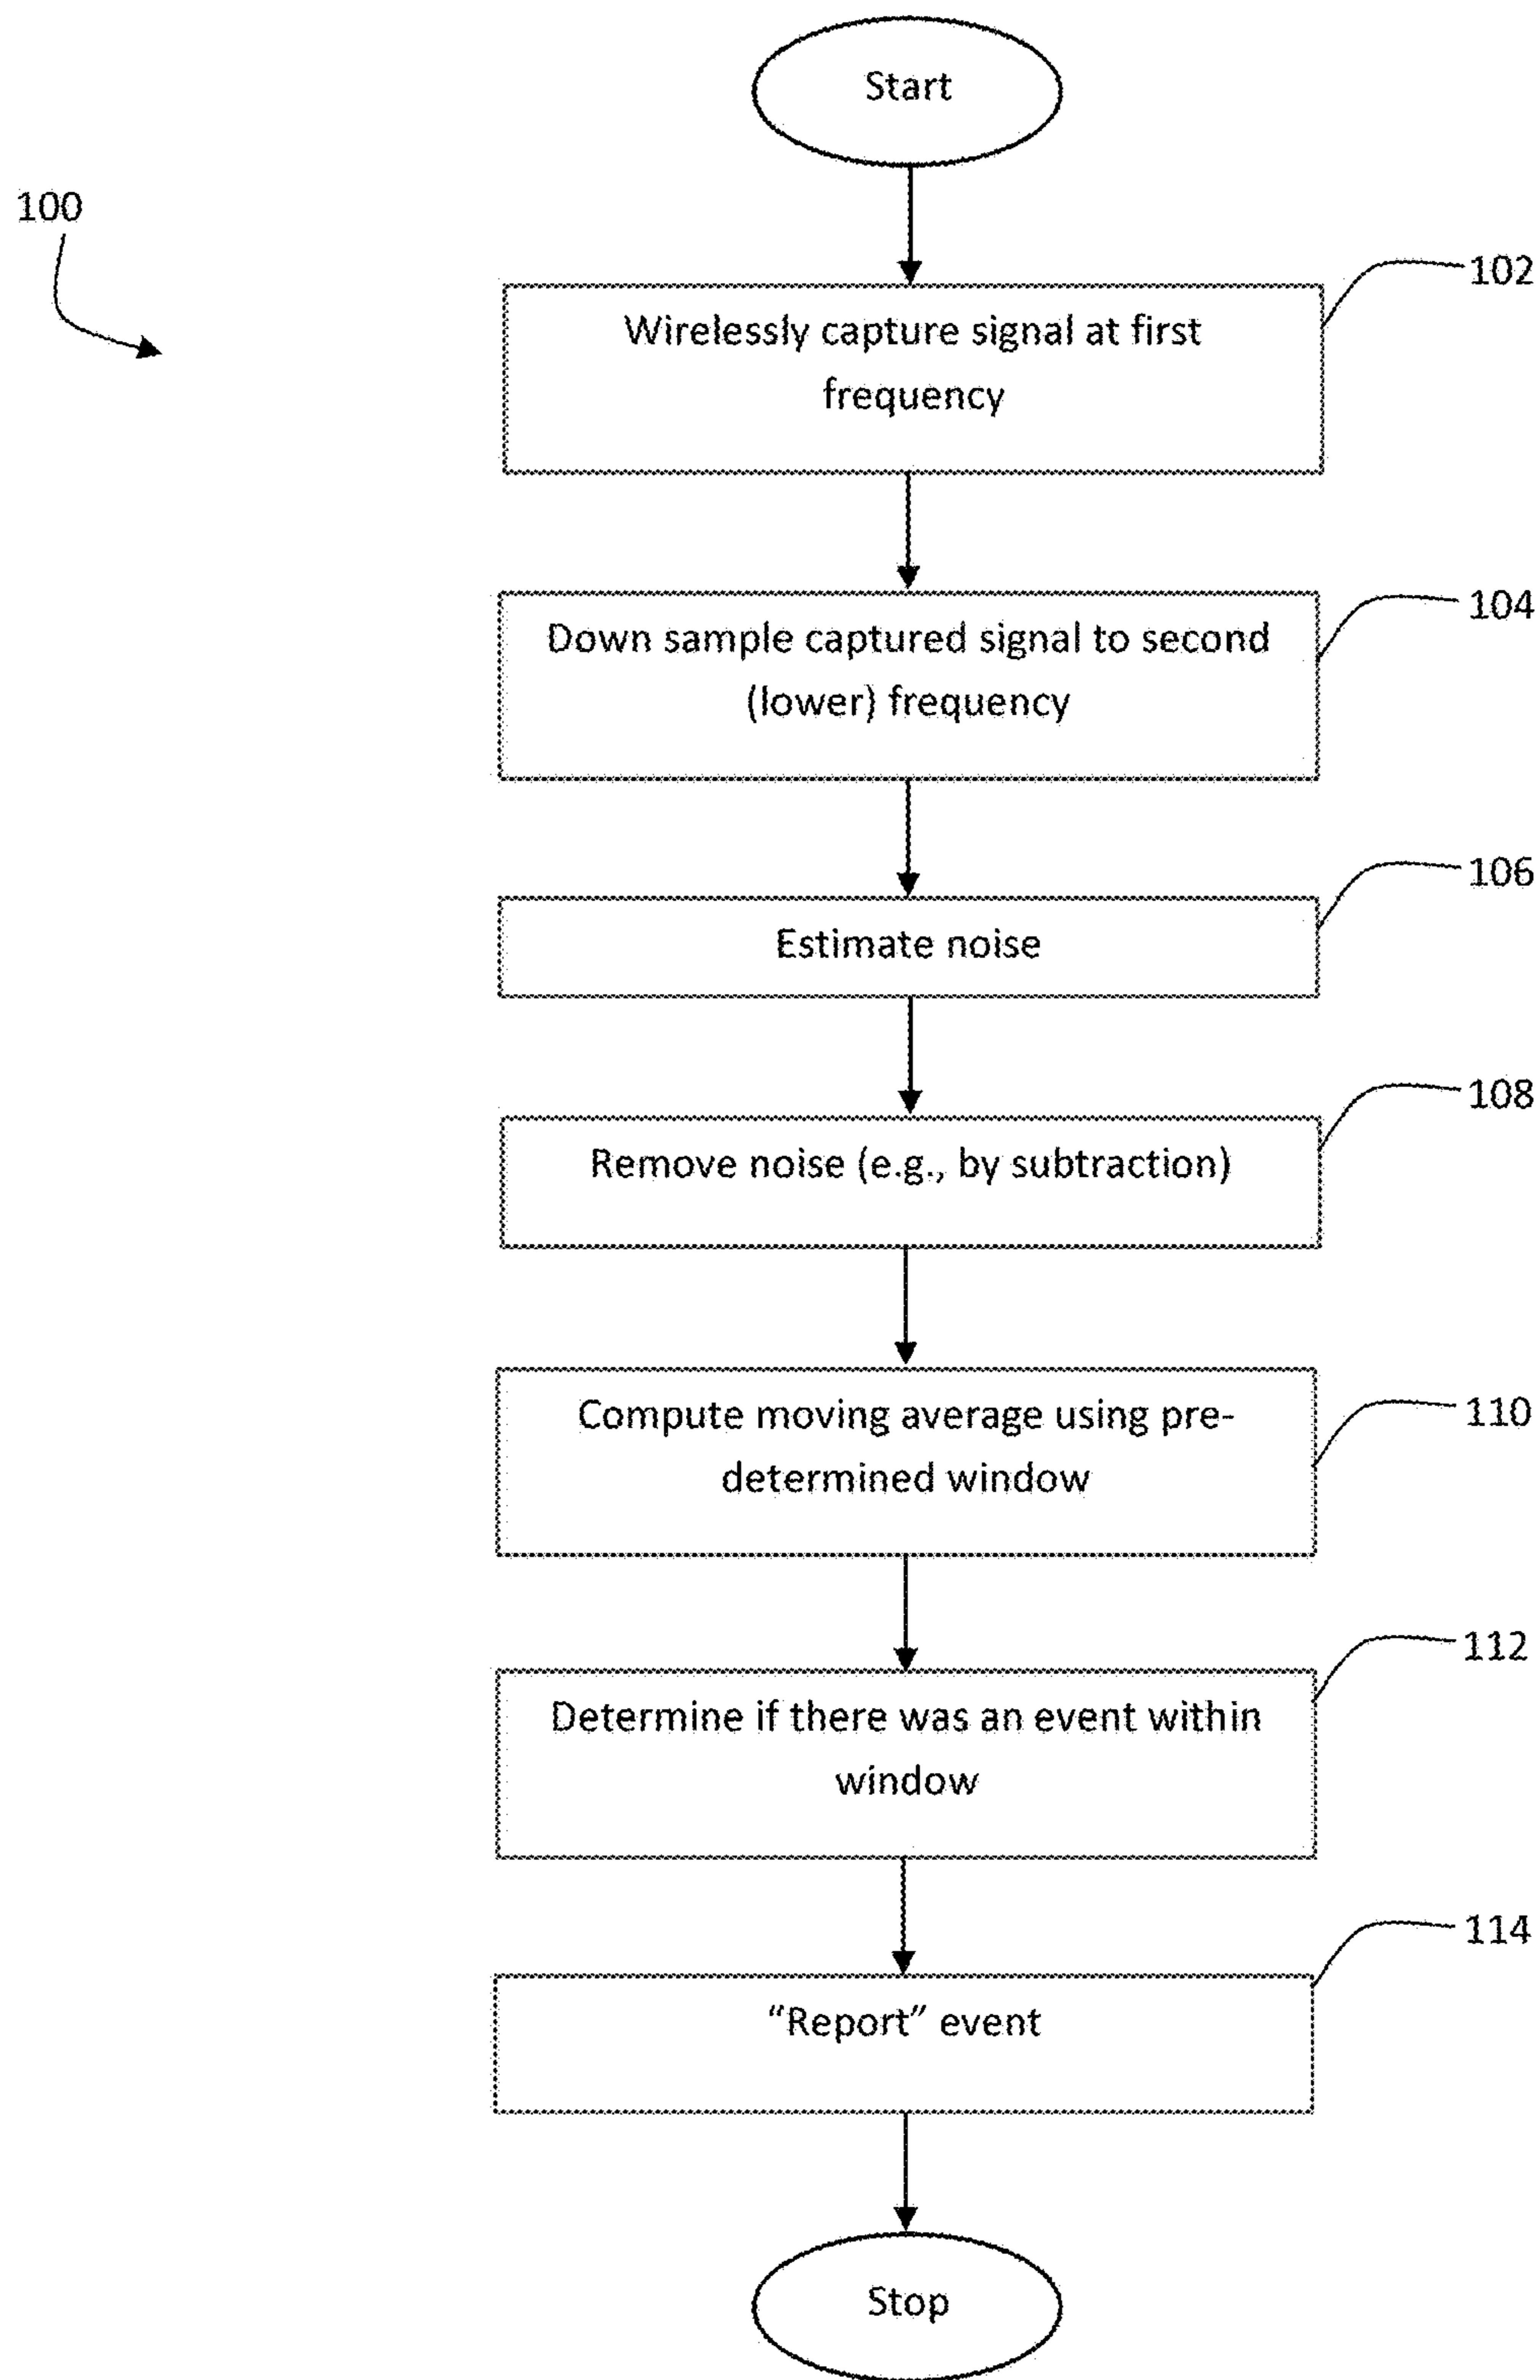 Start
100
102
Wirelessly capture signal at first
frequency
104
Down sample captured signal to second
(lower) frequency
106
Estimate noise
108
Remove noise (e.g., by subtraction)
110
Compute moving average using pre-
determined window
112
Determine if there was an event within
window
114
“Report” event
Stop